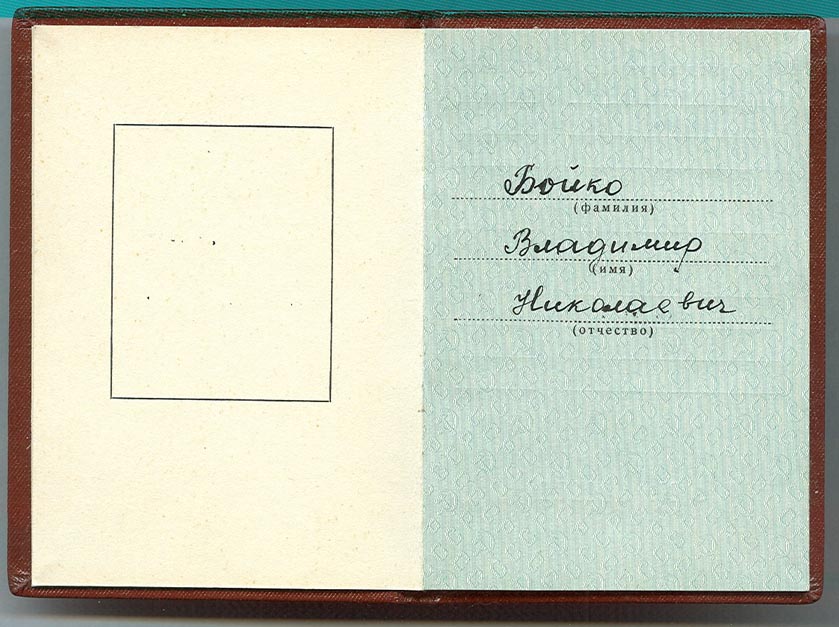 Бойко
(фамилия)
Владимир
(имя)
Николаевич
(отчество)